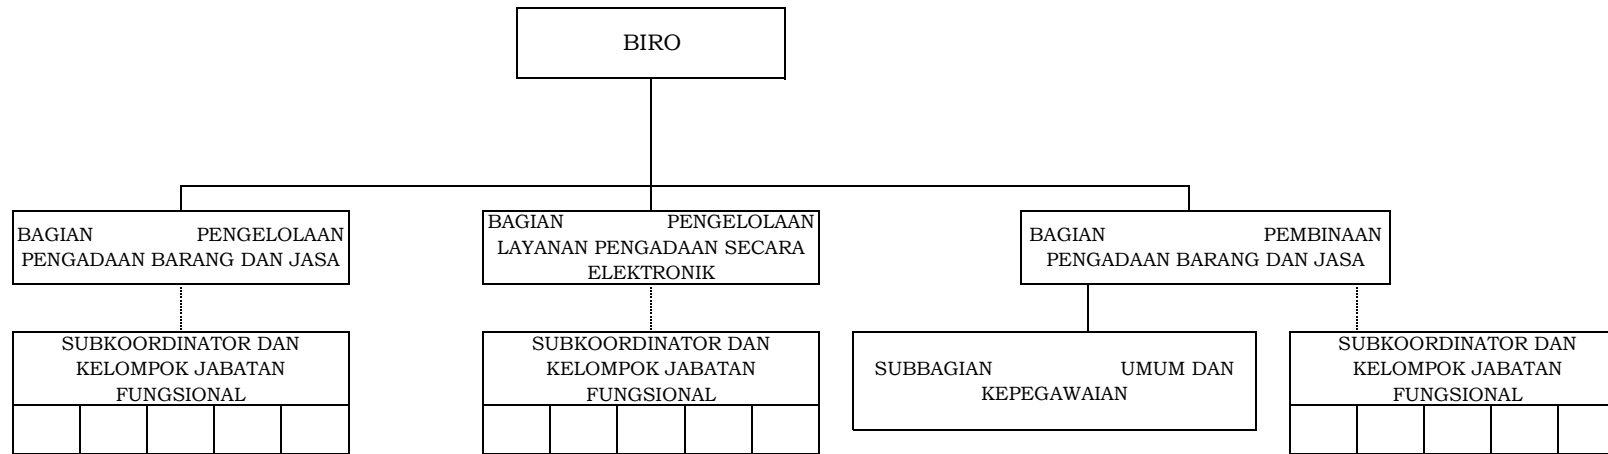 BIRO
BAGIAN PENGELOLAAN
PENGADAAN BARANG DAN JASA
BAGIAN PENGELOLAAN
LAYANAN PENGADAAN SECARA
ELEKTRONIK
BAGIAN PEMBINAAN
PENGADAAN BARANG DAN JASA
SUBKOORDINATOR DAN
KELOMPOK JABATAN
FUNGSIONAL
SUBKOORDINATOR DAN
KELOMPOK JABATAN
FUNGSIONAL
SUBBAGIAN UMUM DAN
KEPEGAWAIAN
SUBKOORDINATOR DAN
KELOMPOK JABATAN
FUNGSIONAL